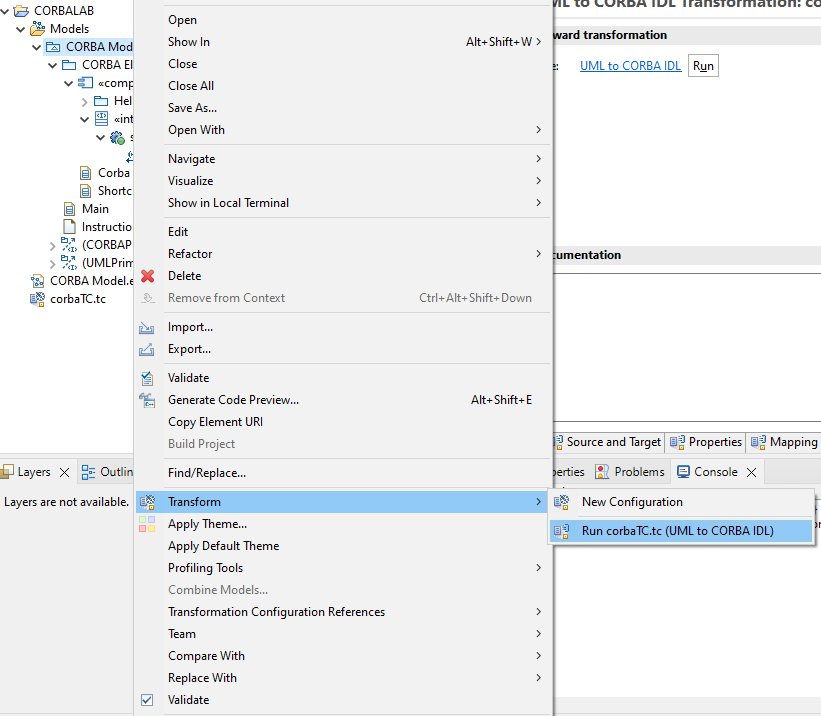 CORBALAB
Models
CORBA Mod
CORBA El
«comp
Hel
«int
s
Corba
Shortc
Main
Instructio
(CORBAP
(UMLPrim
CORBA Model.e
corbaTC.tc
Layers
Outlin
Layers are not available.
Open
Show In Alt+Shift+W
Close
Close All
Save As...
Open With
Navigate
Visualize
Show in Local Terminal
Edit
Refactor
Delete
Remove from Context Ctrl+Alt+Shift+Down
Import...
Export...
Validate
Generate Code Preview... Alt+Shift+E
Copy Element URI
Build Project
Find/Replace...
Transform
Apply Theme...
Apply Default Theme
Profiling Tools
Combine Models...
Transformation Configuration References
Team
Compare With
Replace With
Validate
New Configuration
Run corbaTC.tc (UML to CORBA IDL)
ML to CORBA IDL Transformation: co
ward transformation
e: UML to CORBA IDL Run
cumentation
Source and Target Properties Mapping
perties Problems Console